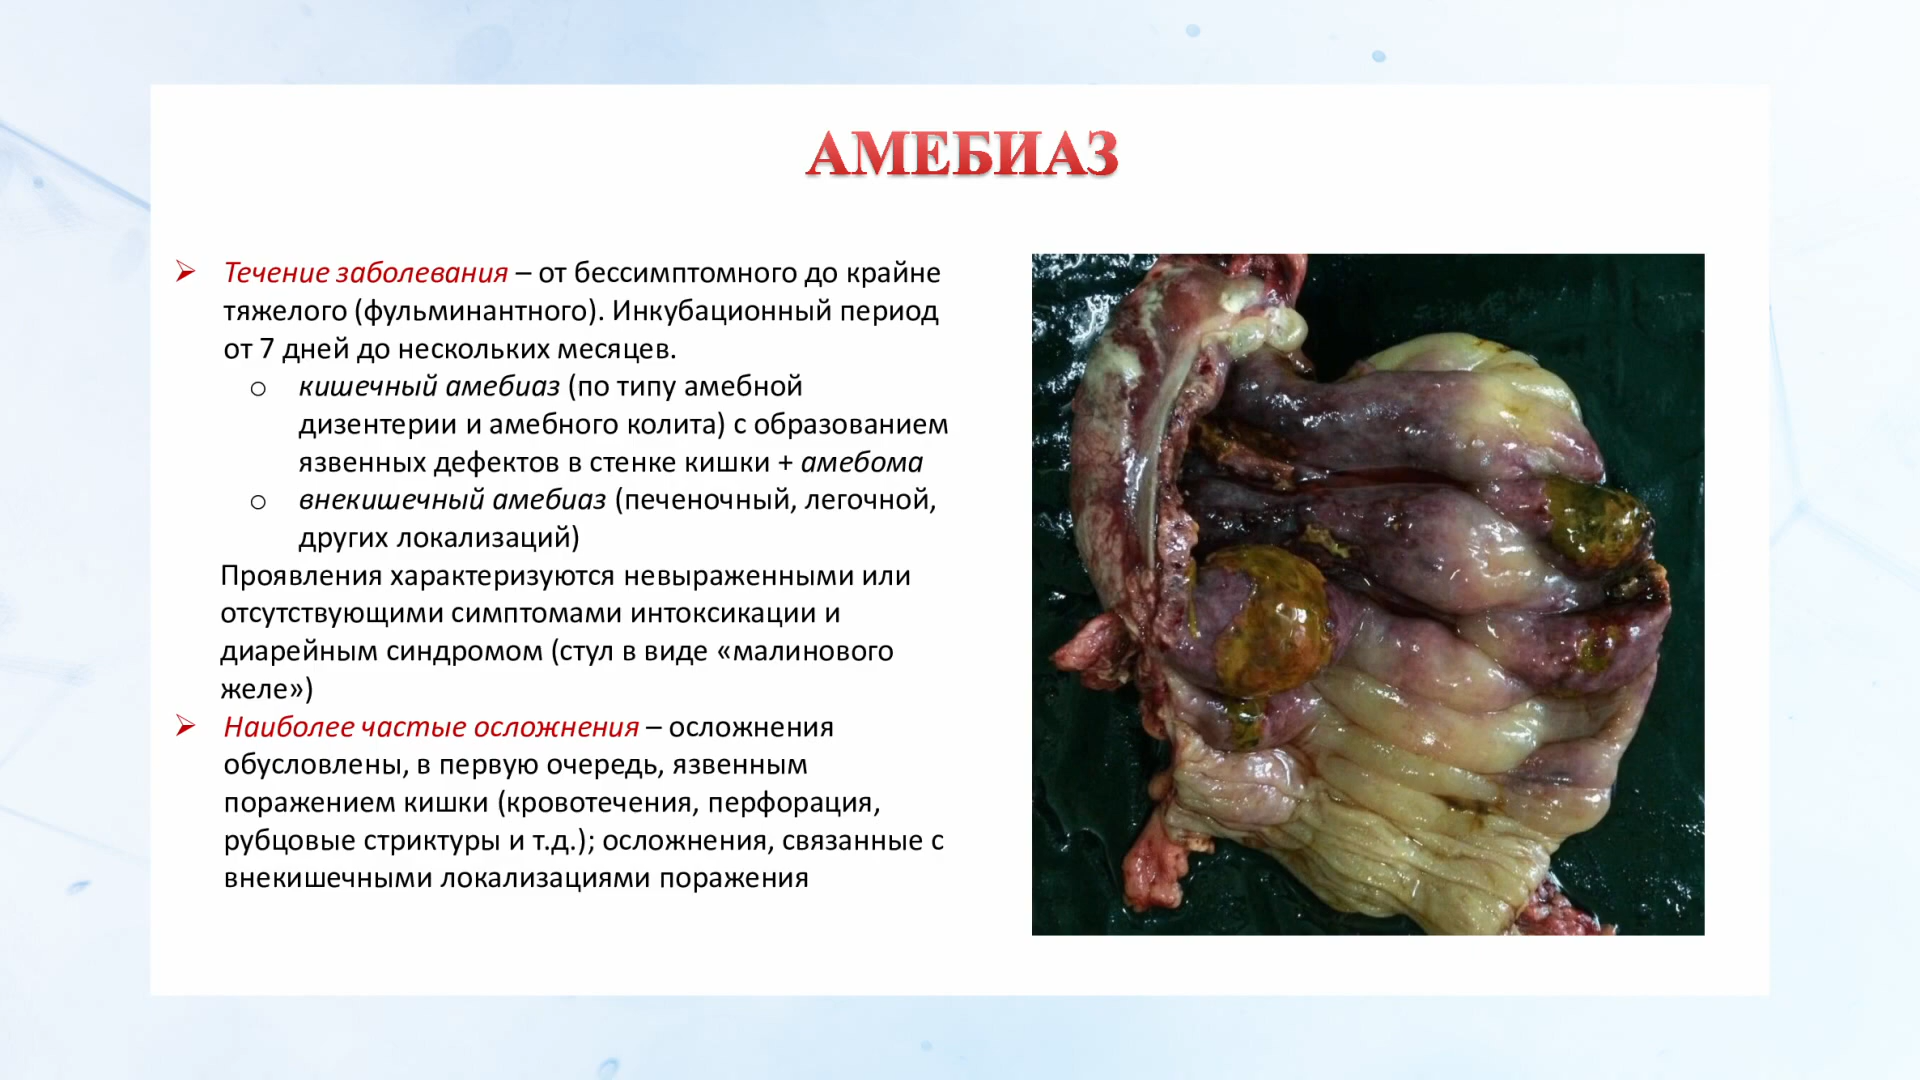 АМЕБИАЗ
Течение заболевания – от бессимптомного до крайне
тяжелого (фульминантного). Инкубационный период
от 7 дней до нескольких месяцев.
o кишечный амебиаз (по типу амебной
дизентерии и амебного колита) с образованием
язвенных дефектов в стенке кишки + амебома
o внекишечный амебиаз (печеночный, легочной,
других локализаций)
Проявления характеризуются невыраженными или
отсутствующими симптомами интоксикации и
диарейным синдромом (стул в виде «малинового
желе»)
Наиболее частые осложнения – осложнения
обусловлены, в первую очередь, язвенным
поражением кишки (кровотечения, перфорация,
рубцовые стриктуры и т.д.); осложнения, связанные с
внекишечными локализациями поражения